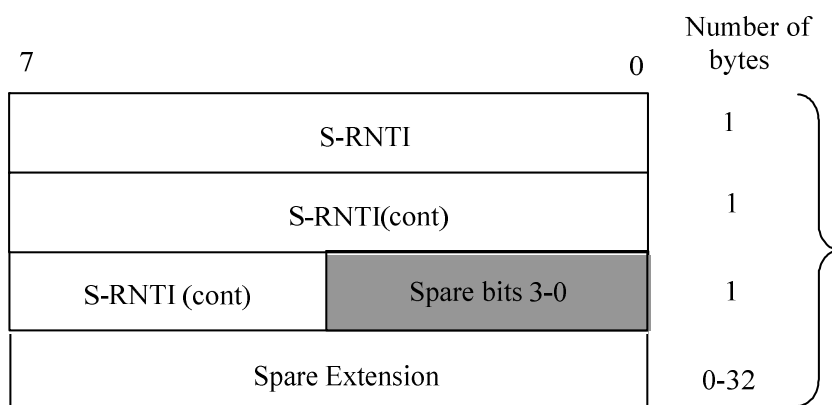 Number of
bytes
7 0
S-RNTI 1
S-RNTI(cont) 1
S-RNTI (cont) Spare bits 3-0 1
Spare Extension 0-32